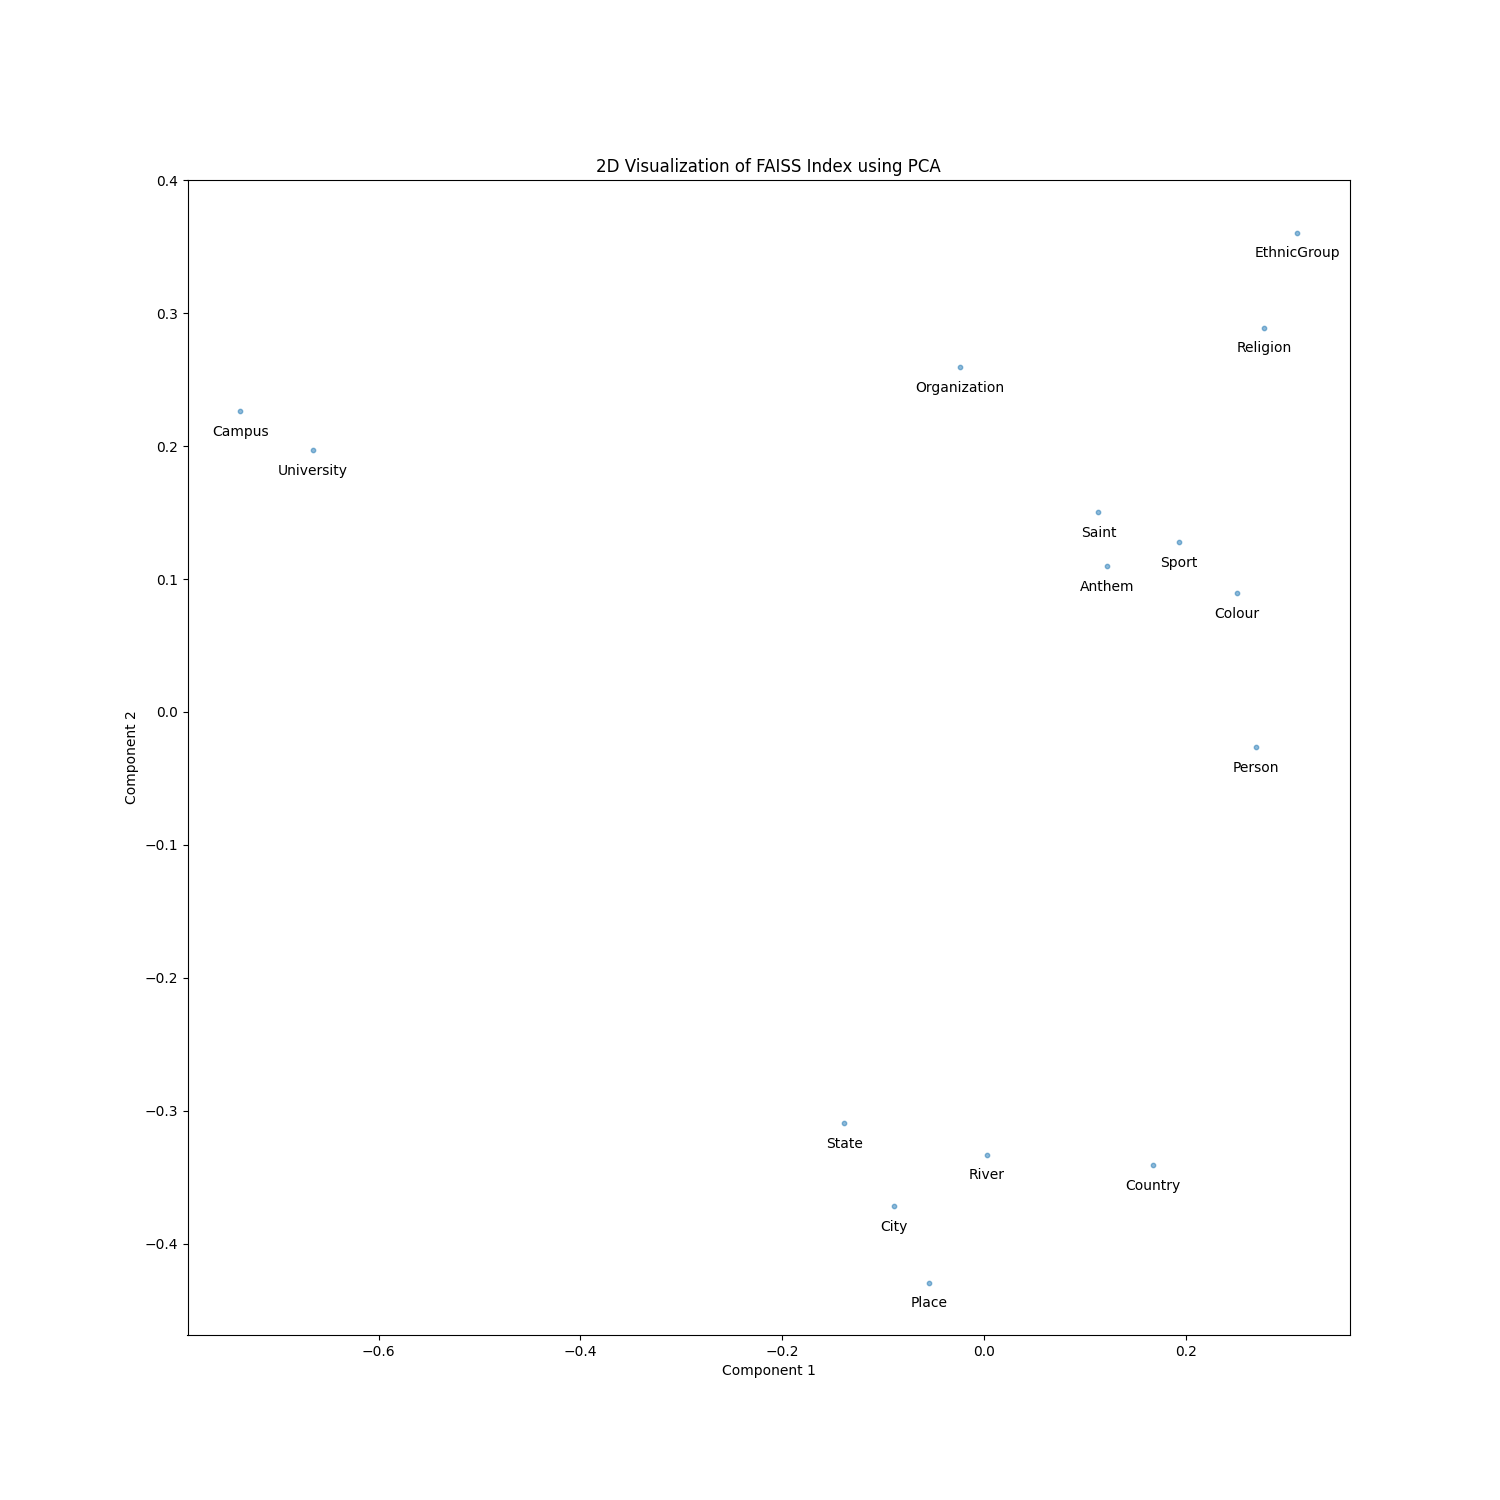 2D Visualization of FAISS Index using PCA
0.4
EthnicGroup
0.3
Religion
Organization
Campus
0.2
University
Saint
Sport
0.1
Anthem
Colour
0.0
Component 2
Person
−0.1
−0.2
−0.3
State
River
Country
City
−0.4
Place
−0.6 −0.4 −0.2 0.0 0.2
Component 1